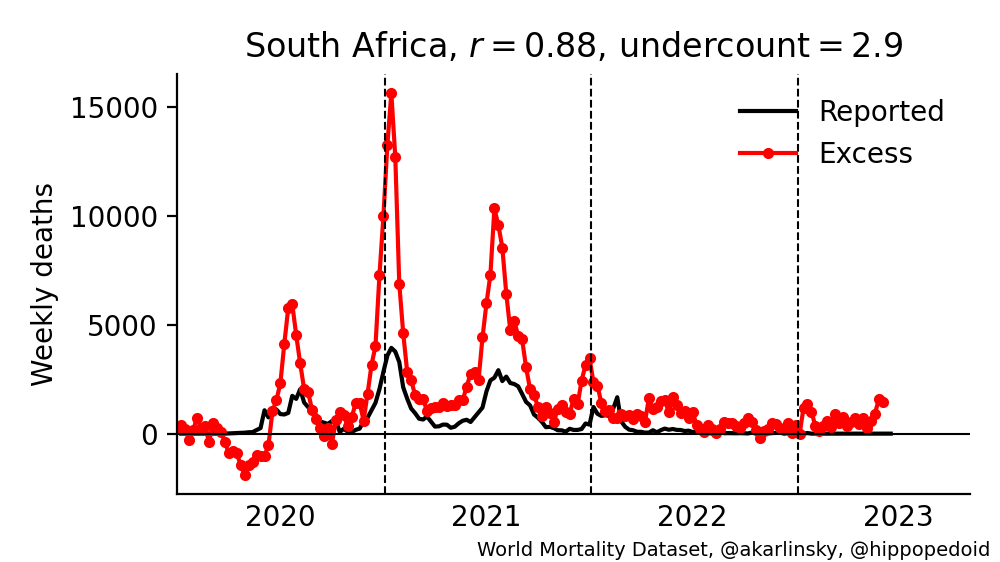 South Africa, r = 0.88, undercount = 2.9
15000
10000
5000
0
Weekly deaths
Reported
Excess
2020 2021 2022 2023
World Mortality Dataset, @akarlinsky, @hippopedoid